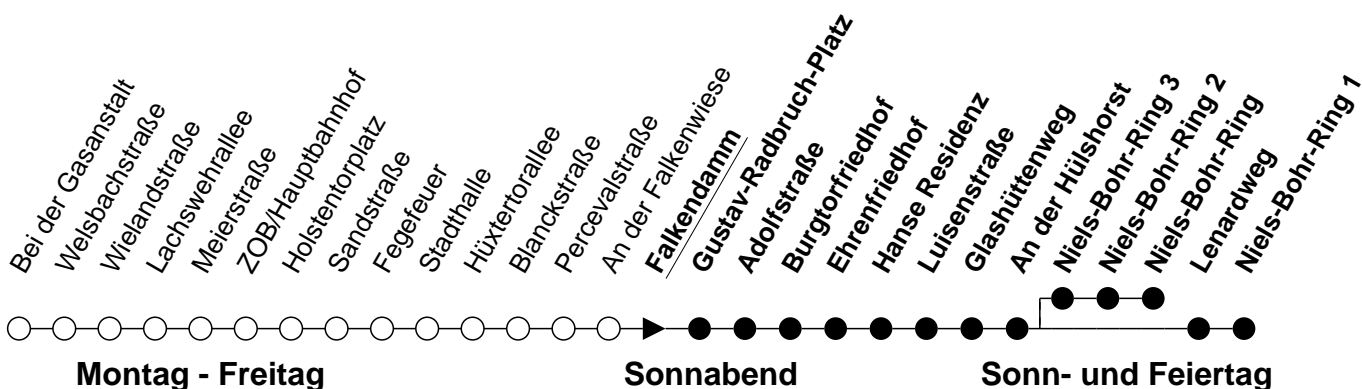 Bei der Gasanstalt
Welsbachstraße
Wielandstraße
Lachswehrallee
Meierstraße
ZOB/Hauptbahnhof
Holstentorplatz
Sandstraße
Fegefeuer
Stadthalle
Hüxtertorallee
Blanckstraße
Percevalstraße
An der Falkenwiese
Falkendamm
Gustav-Radbruch-Platz
Adolfstraße
Burgtorfriedhof
Ehrenfriedhof
Hanse Residenz
Luisenstraße
Glashüttenweg
An der Hülshorst
Niels-Bohr-Ring 3
Niels-Bohr-Ring 2
Niels-Bohr-Ring
Lenardweg
Niels-Bohr-Ring 1
Montag - Freitag
Sonnabend
Sonn- und Feiertag